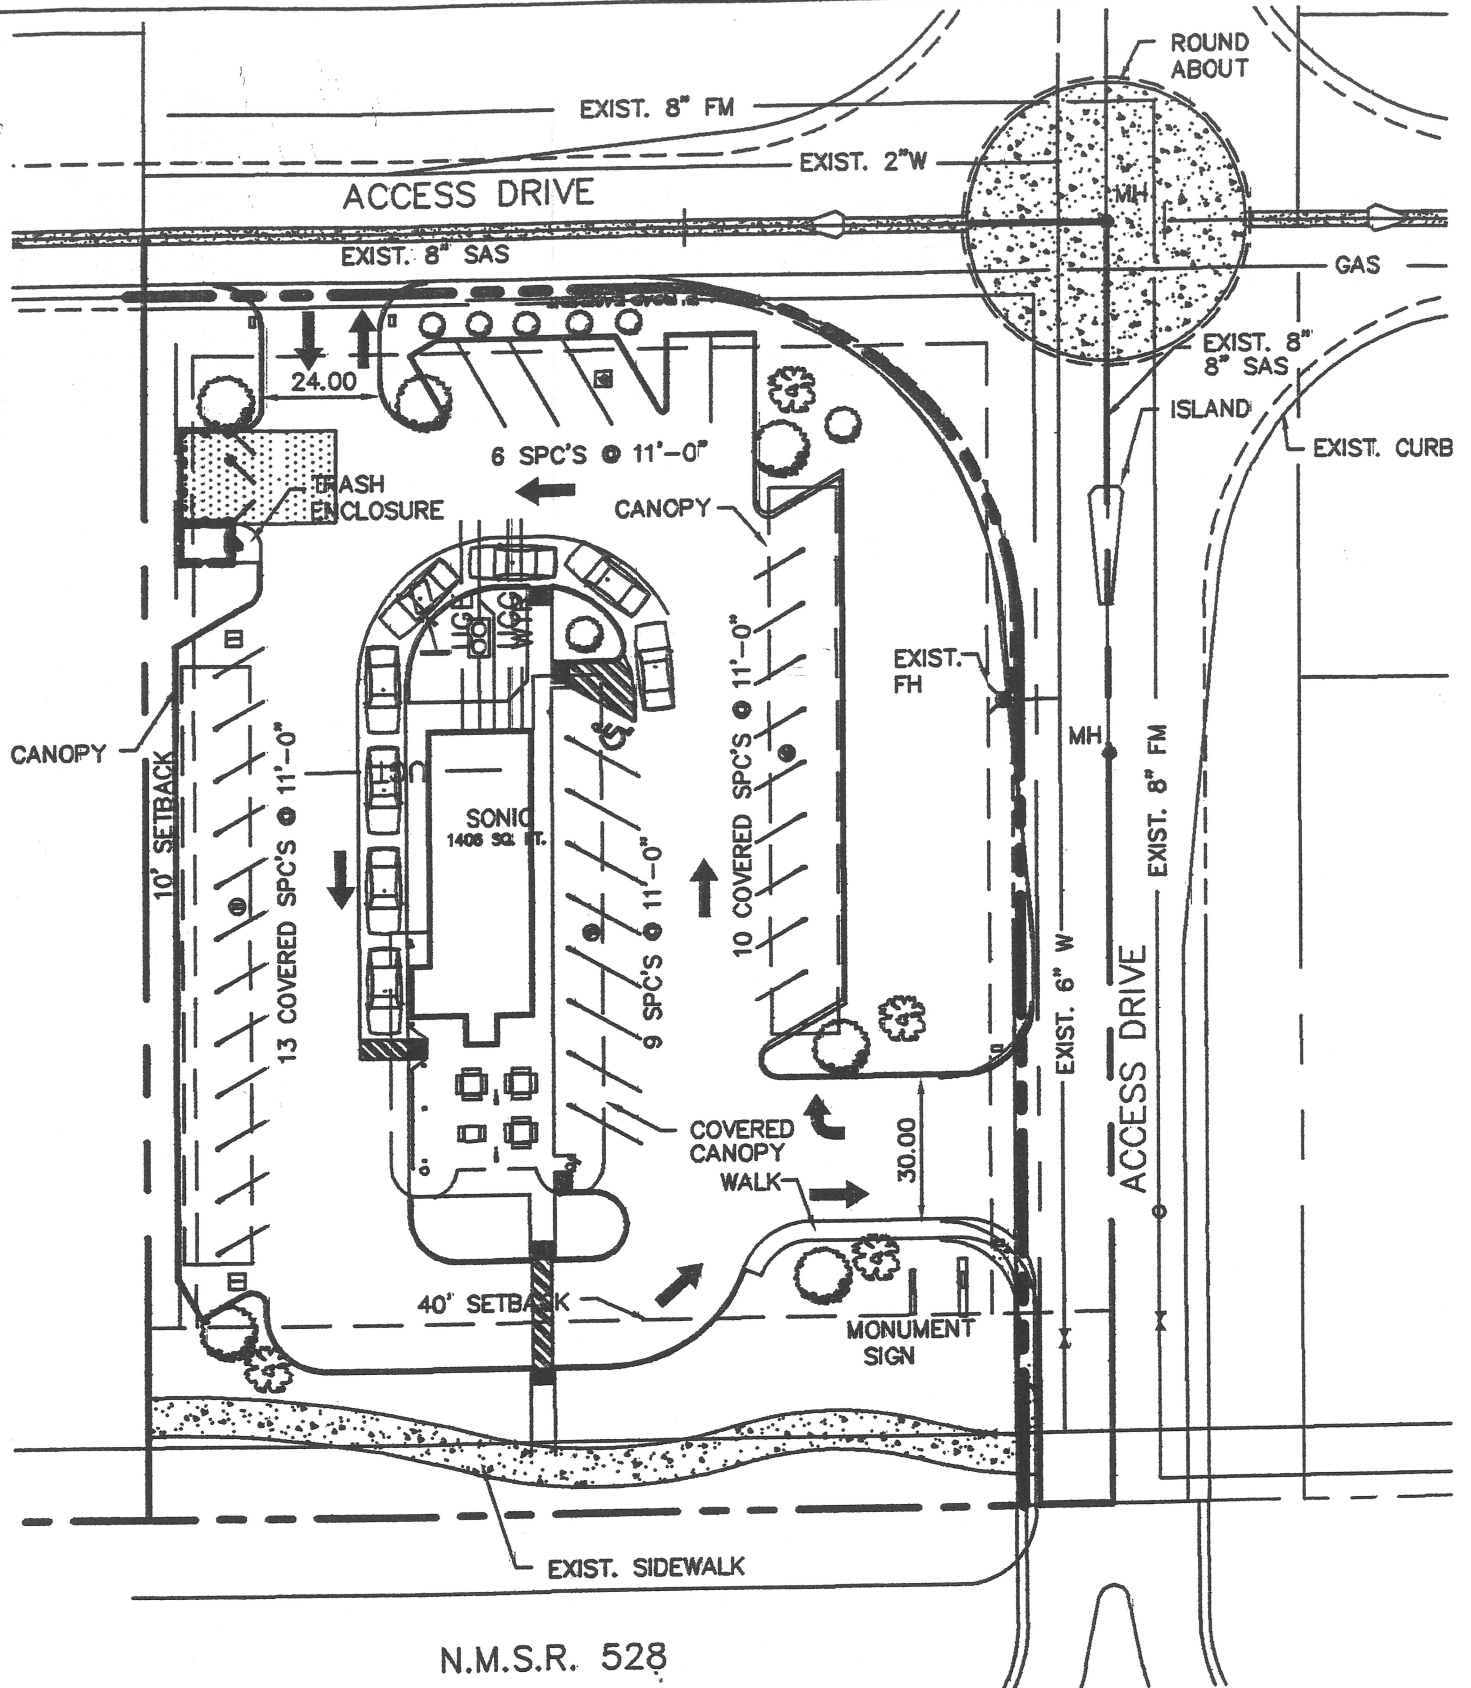 ROUND
ABOUT
EXIST. 8" FM
EXIST. 2"W
ACCESS DRIVE
MH
EXIST. 8" SAS
GAS
EXIST. 8"
8" SAS
24.00
ISLAND
EXIST. CURB
6 SPC'S @ 11'-0"
TRASH
ENCLOSURE
CANOPY
EXIST.
FH
MH
CANOPY
10' SETBACK
13 COVERED SPC'S @ 11'-0"
SONIC
1406 SQ. FT.
9 SPC'S @ 11'-0"
10 COVERED SPC'S @ 11'-0"
EXIST. 8" FM
EXIST. 6" W
ACCESS DRIVE
COVERED
CANOPY
WALK
30.00
40' SETBACK
MONUMENT
SIGN
EXIST. SIDEWALK
N.M.S.R. 528